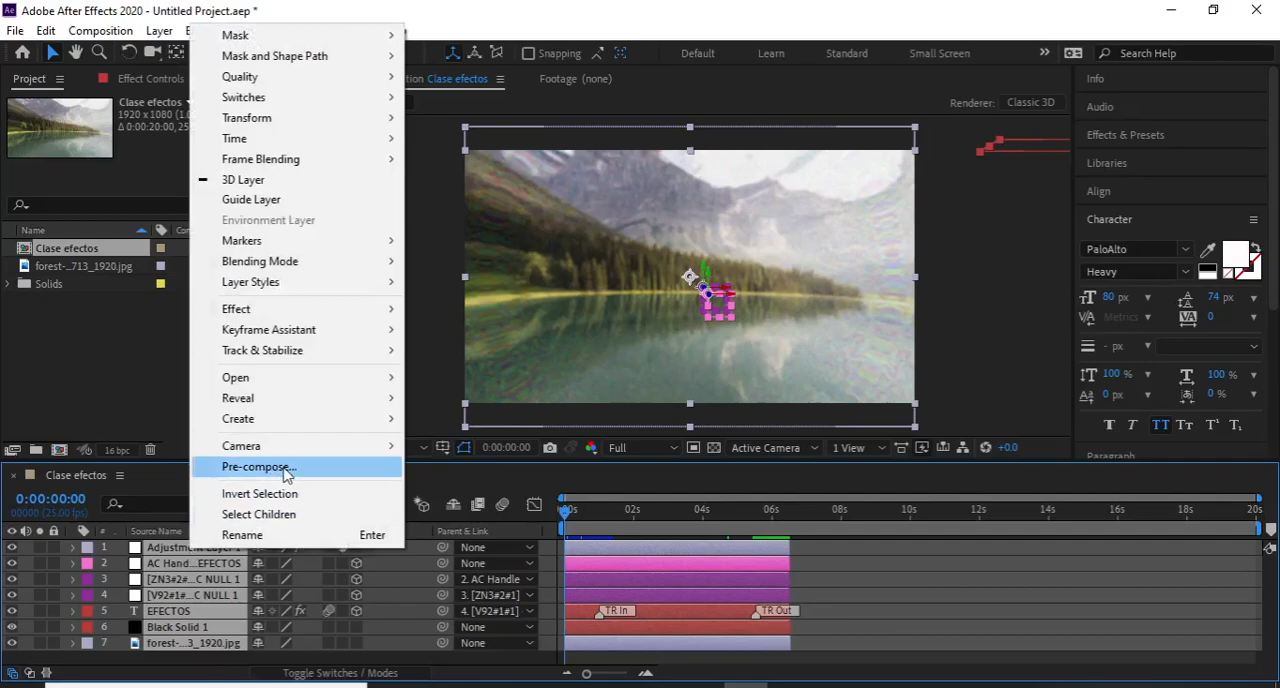 Adobe After Effects 2020 - Untitled Project.aep *
File Edit Composition Layer
Snapping Default Learn Standard Small Screen Search Help
Project Effect Controls
Clase efectos
1920 x 1080 (1.0
Δ 0:00:20:00, 25
Name
Clase efectos
forest-...713_1920.jpg
Solids
16 bpc
Mask
Mask and Shape Path
Quality
Switches
Transform
Time
Frame Blending
3D Layer
Guide Layer
Environment Layer
Markers
Blending Mode
Layer Styles
Effect
Keyframe Assistant
Track & Stabilize
Open
Reveal
Create
Camera
Pre-compose...
Invert Selection
Select Children
Rename Enter
Clase efectos Footage (none)
Renderer: Classic 3D
0:00:00:00 Full Active Camera 1 View +0.0
Info
Audio
Effects & Presets
Libraries
Align
Character
PaloAlto
Heavy
80 px 74 px
Metrics 0
- px
100 % 100 %
0 px 0 %
T T TT Tт T¹ T₁
Paragraph
Clase efectos
0:00:00:00
00000 (25.00 fps)
:00s 02s 04s 06s 08s 10s 12s 14s 16s 18s 20s
# Source Name Parent & Link
1 Adjustment Layer 1 None
2 AC Hand...EFECTOS None
3 [ZN3#2#...C NULL 1 2. AC Handle
4 [V92#1#...C NULL 1 3. [ZN3#2#1]
5 T EFECTOS fx 4. [V92#1#1] TR In TR Out
6 Black Solid 1 None
7 forest-...3_1920.jpg None
Toggle Switches / Modes